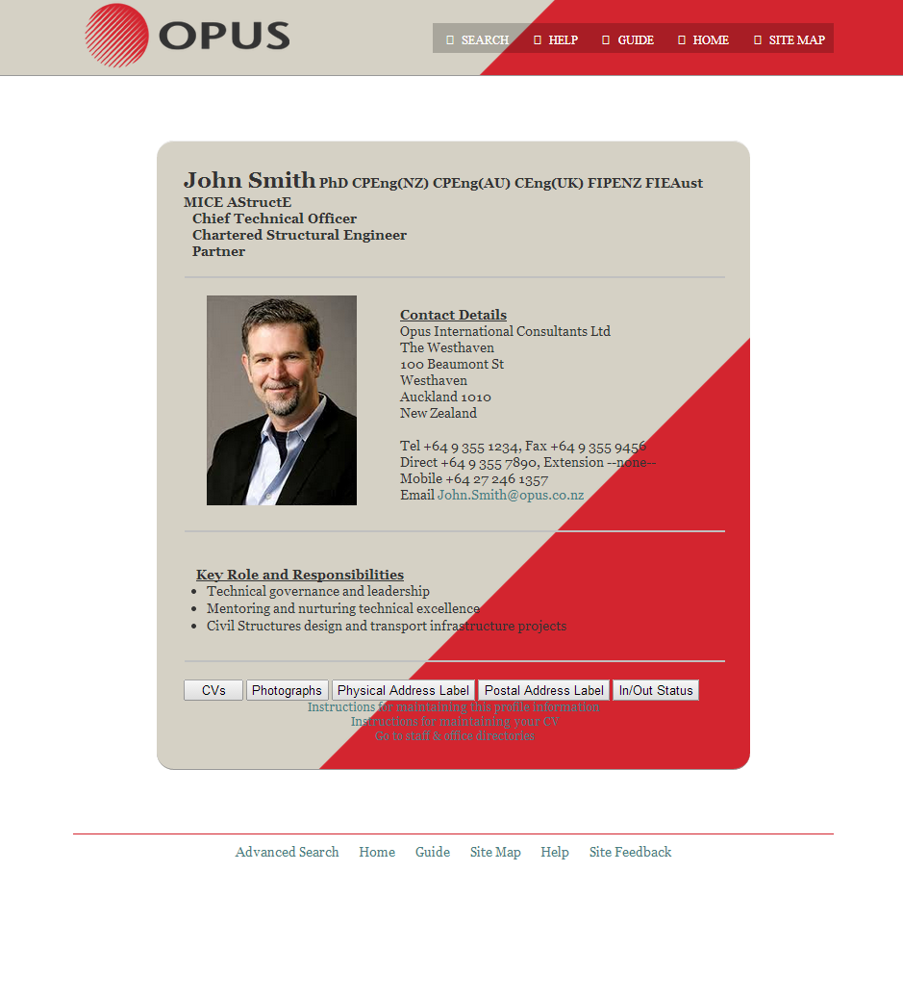 OPUS
SEARCH HELP GUIDE HOME SITE MAP
John Smith PhD CPEng(NZ) CPEng(AU) CEng(UK) FIPENZ FIEAust
MICE AStructE
Chief Technical Officer
Chartered Structural Engineer
Partner
Contact Details
Opus International Consultants Ltd
The Westhaven
100 Beaumont St
Westhaven
Auckland 1010
New Zealand
Tel +64 9 355 1234, Fax +64 9 355 9456
Direct +64 9 355 7890, Extension --none--
Mobile +64 27 246 1357
Email John.Smith@opus.co.nz
Key Role and Responsibilities
• Technical governance and leadership
• Mentoring and nurturing technical excellence
• Civil Structures design and transport infrastructure projects
CVs Photographs Physical Address Label Postal Address Label In/Out Status
Instructions for maintaining this profile information
Instructions for maintaining your CV
Go to staff & office directories
Advanced Search Home Guide Site Map Help Site Feedback